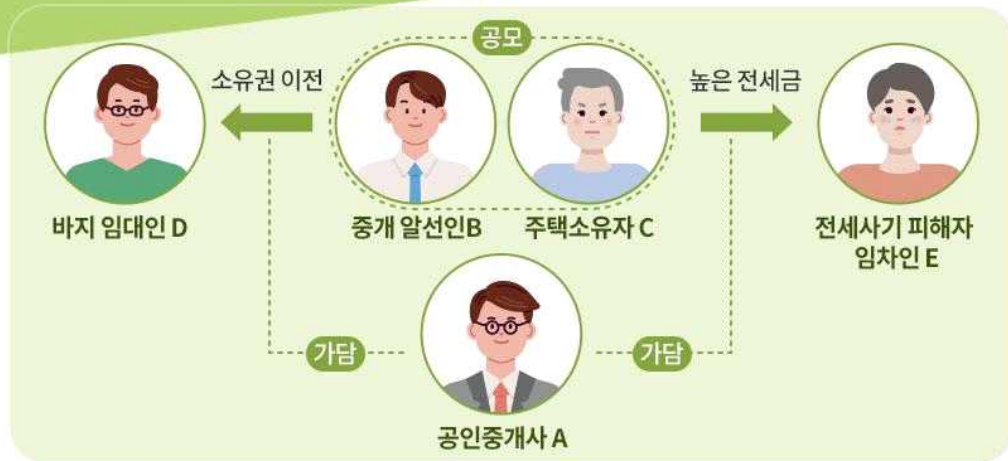 공모
소유권 이전
높은 전세금
바지 임대인 D
중개 알선인B
주택소유자 C
전세사기 피해자
임차인 E
가담
가담
공인중개사 A